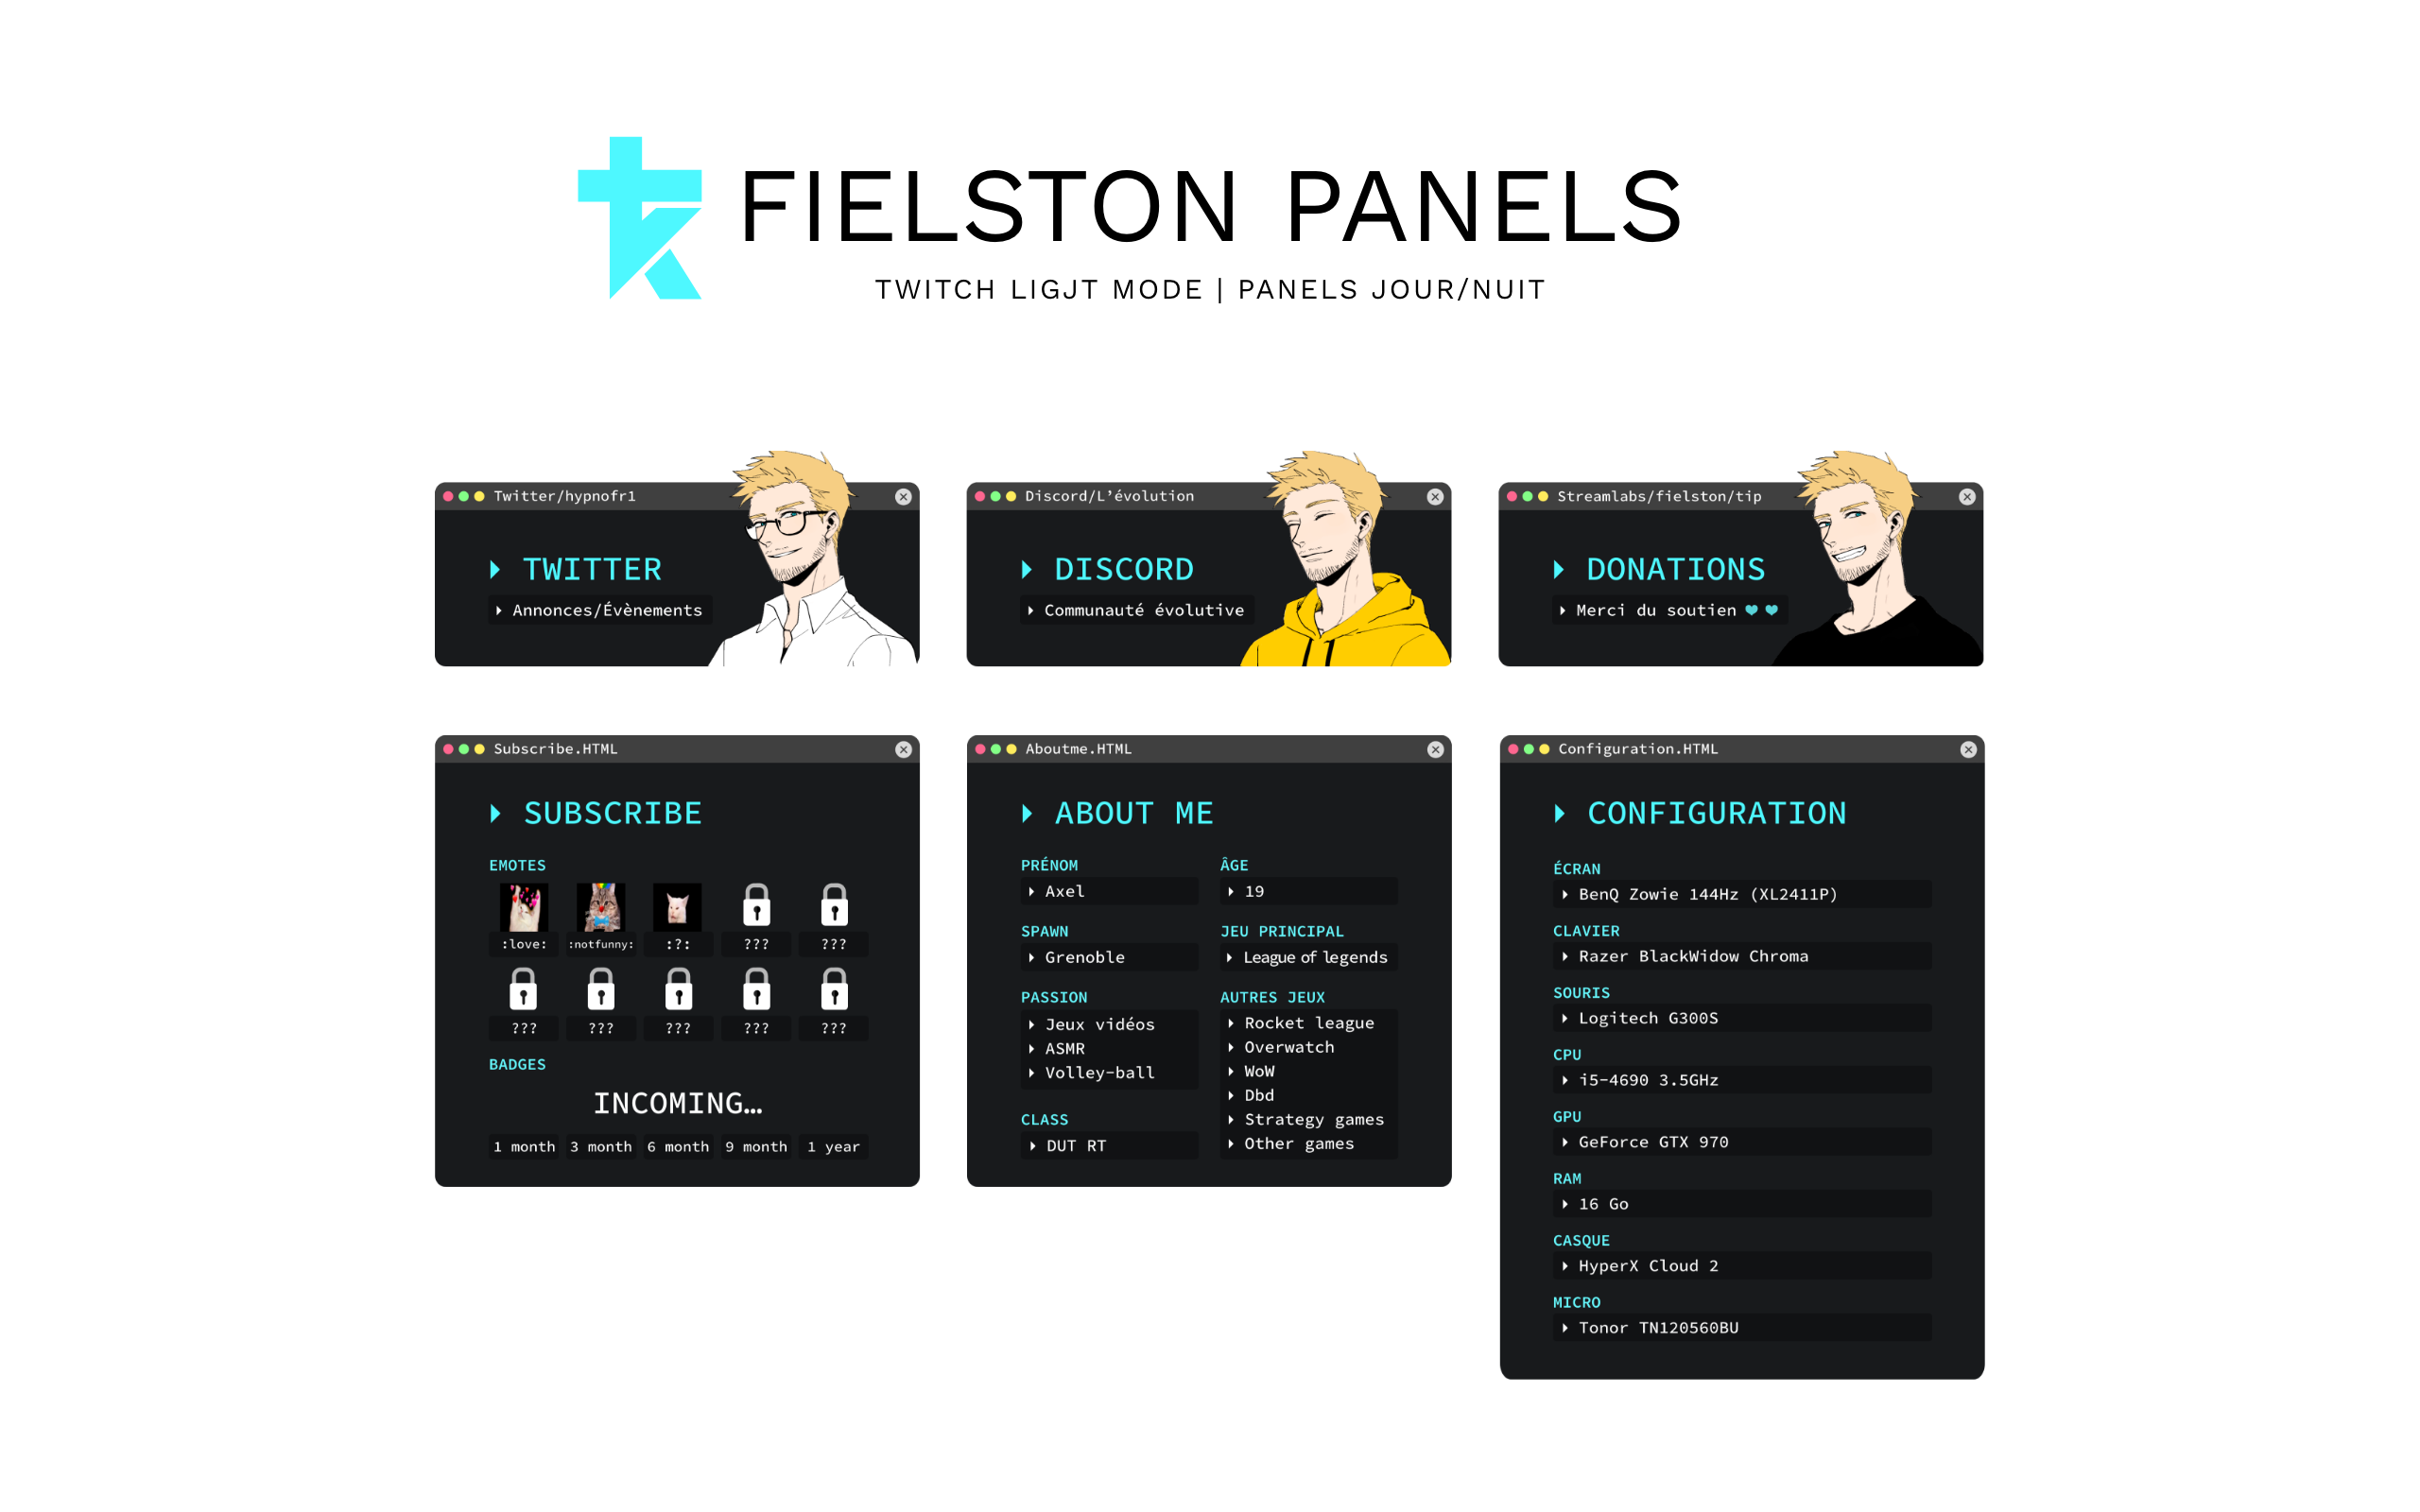 FIELSTON PANELS
TWITCH LIGJT MODE | PANELS JOUR/NUIT
Twitter/hypnofr1
TWITTER
Annonces/Évènements
Discord/L’évolution
DISCORD
Communauté évolutive
Streamlabs/fielston/tip
DONATIONS
Merci du soutien
Subscribe.HTML
SUBSCRIBE
EMOTES
:love: :notfunny: :?: ??? ???
??? ??? ??? ??? ???
BADGES
INCOMING…
1 month 3 month 6 month 9 month 1 year
Aboutme.HTML
ABOUT ME
PRÉNOM
Axel
ÂGE
19
SPAWN
Grenoble
JEU PRINCIPAL
League of legends
PASSION
Jeux vidéos
ASMR
Volley-ball
AUTRES JEUX
Rocket league
Overwatch
WoW
Dbd
Strategy games
Other games
CLASS
DUT RT
Configuration.HTML
CONFIGURATION
ÉCRAN
BenQ Zowie 144Hz (XL2411P)
CLAVIER
Razer BlackWidow Chroma
SOURIS
Logitech G300S
CPU
i5-4690 3.5GHz
GPU
GeForce GTX 970
RAM
16 Go
CASQUE
HyperX Cloud 2
MICRO
Tonor TN120560BU